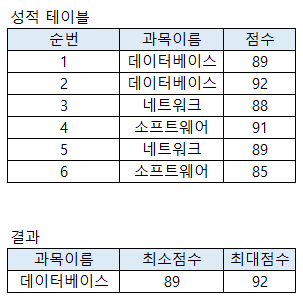 성적 테이블
순번 과목이름 점수
1 데이터베이스 89
2 데이터베이스 92
3 네트워크 88
4 소프트웨어 91
5 네트워크 89
6 소프트웨어 85
결과
과목이름 최소점수 최대점수
데이터베이스 89 92